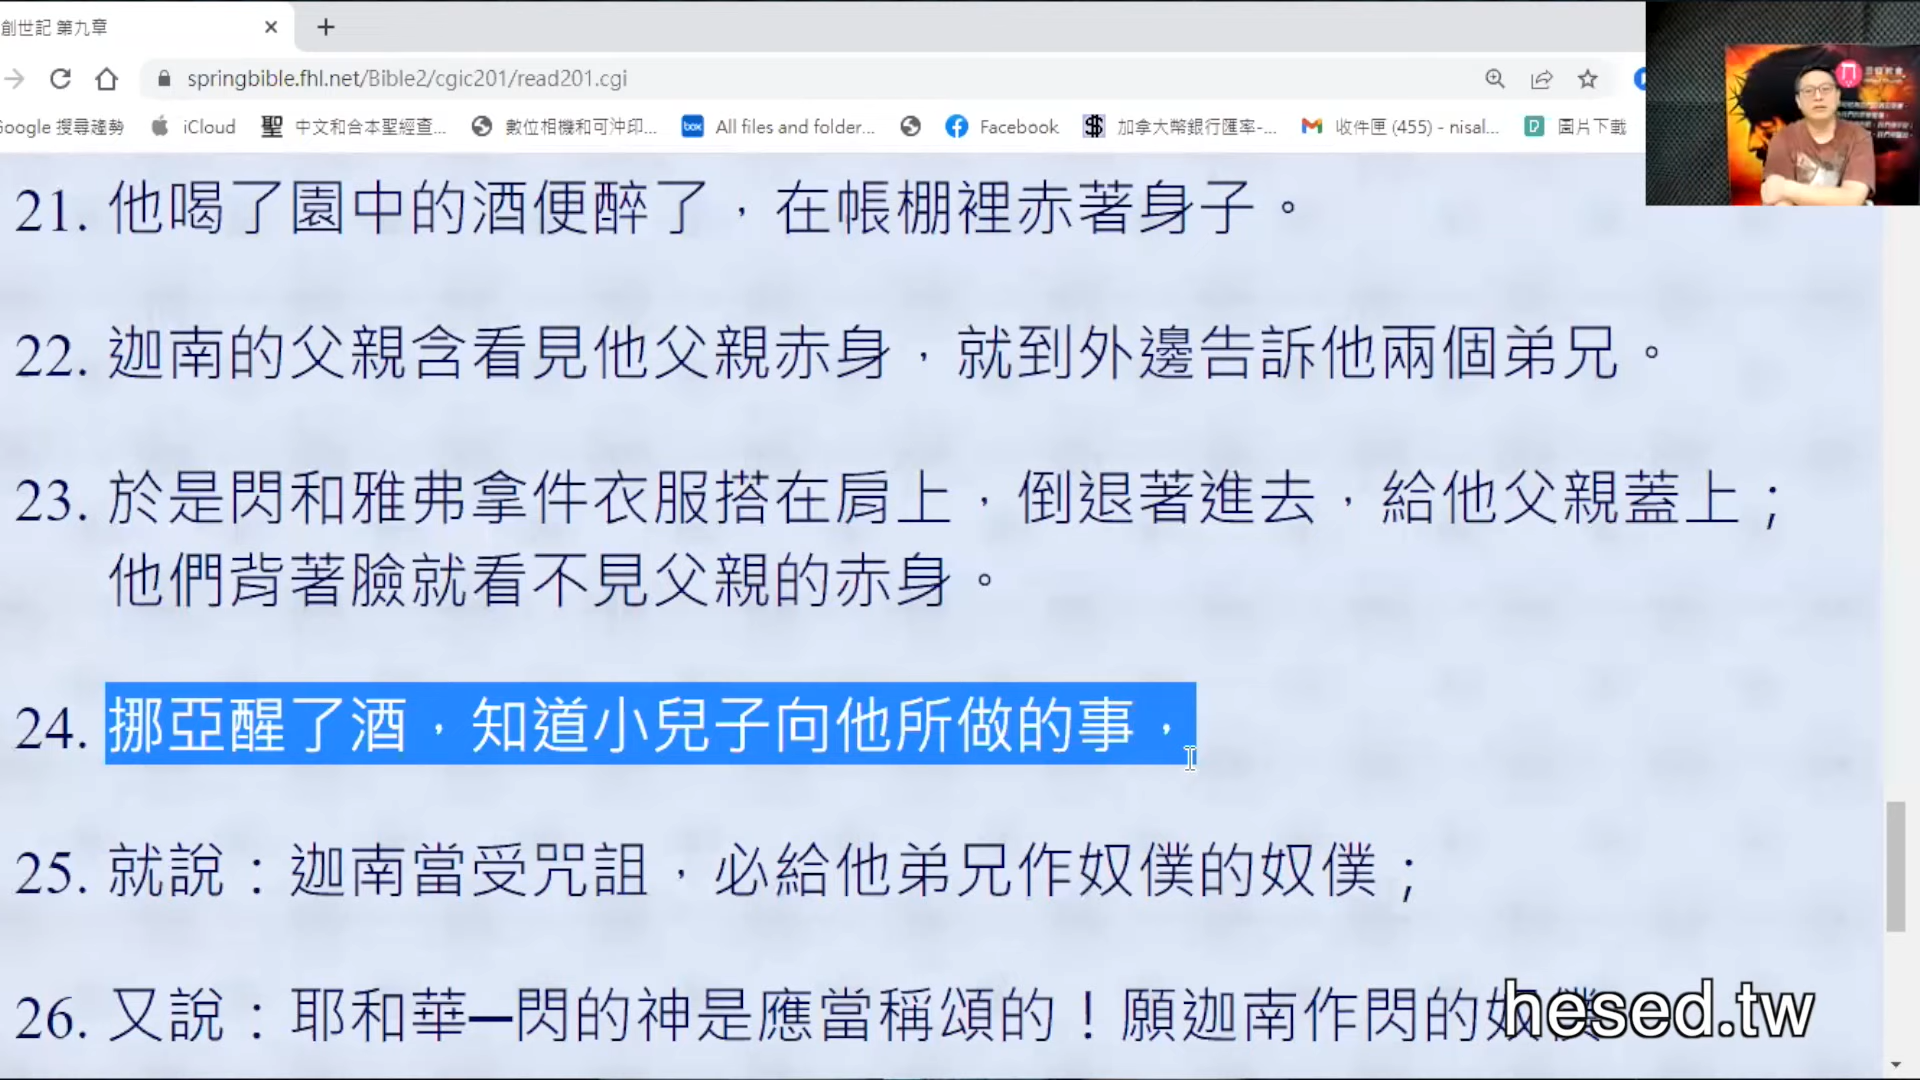 創世記 第九章
springbible.fhl.net/Bible2/cgic201/read201.cgi
Google 搜尋趨勢 iCloud 聖 中文和合本聖經查... 數位相機和可沖印... box All files and folder... Facebook $ 加拿大幣銀行匯率-... 收件匣 (455) - nisal... 圖片下載
21. 他喝了園中的酒便醉了，在帳棚裡赤著身子。
22. 迦南的父親含看見他父親赤身，就到外邊告訴他兩個弟兄。
23. 於是閃和雅弗拿件衣服搭在肩上，倒退著進去，給他父親蓋上；
他們背著臉就看不見父親的赤身。
24. 挪亞醒了酒，知道小兒子向他所做的事，
25. 就說：迦南當受咒詛，必給他弟兄作奴僕的奴僕；
26. 又說：耶和華—閃的神是應當稱頌的！願迦南作閃的奴僕
hesed.tw